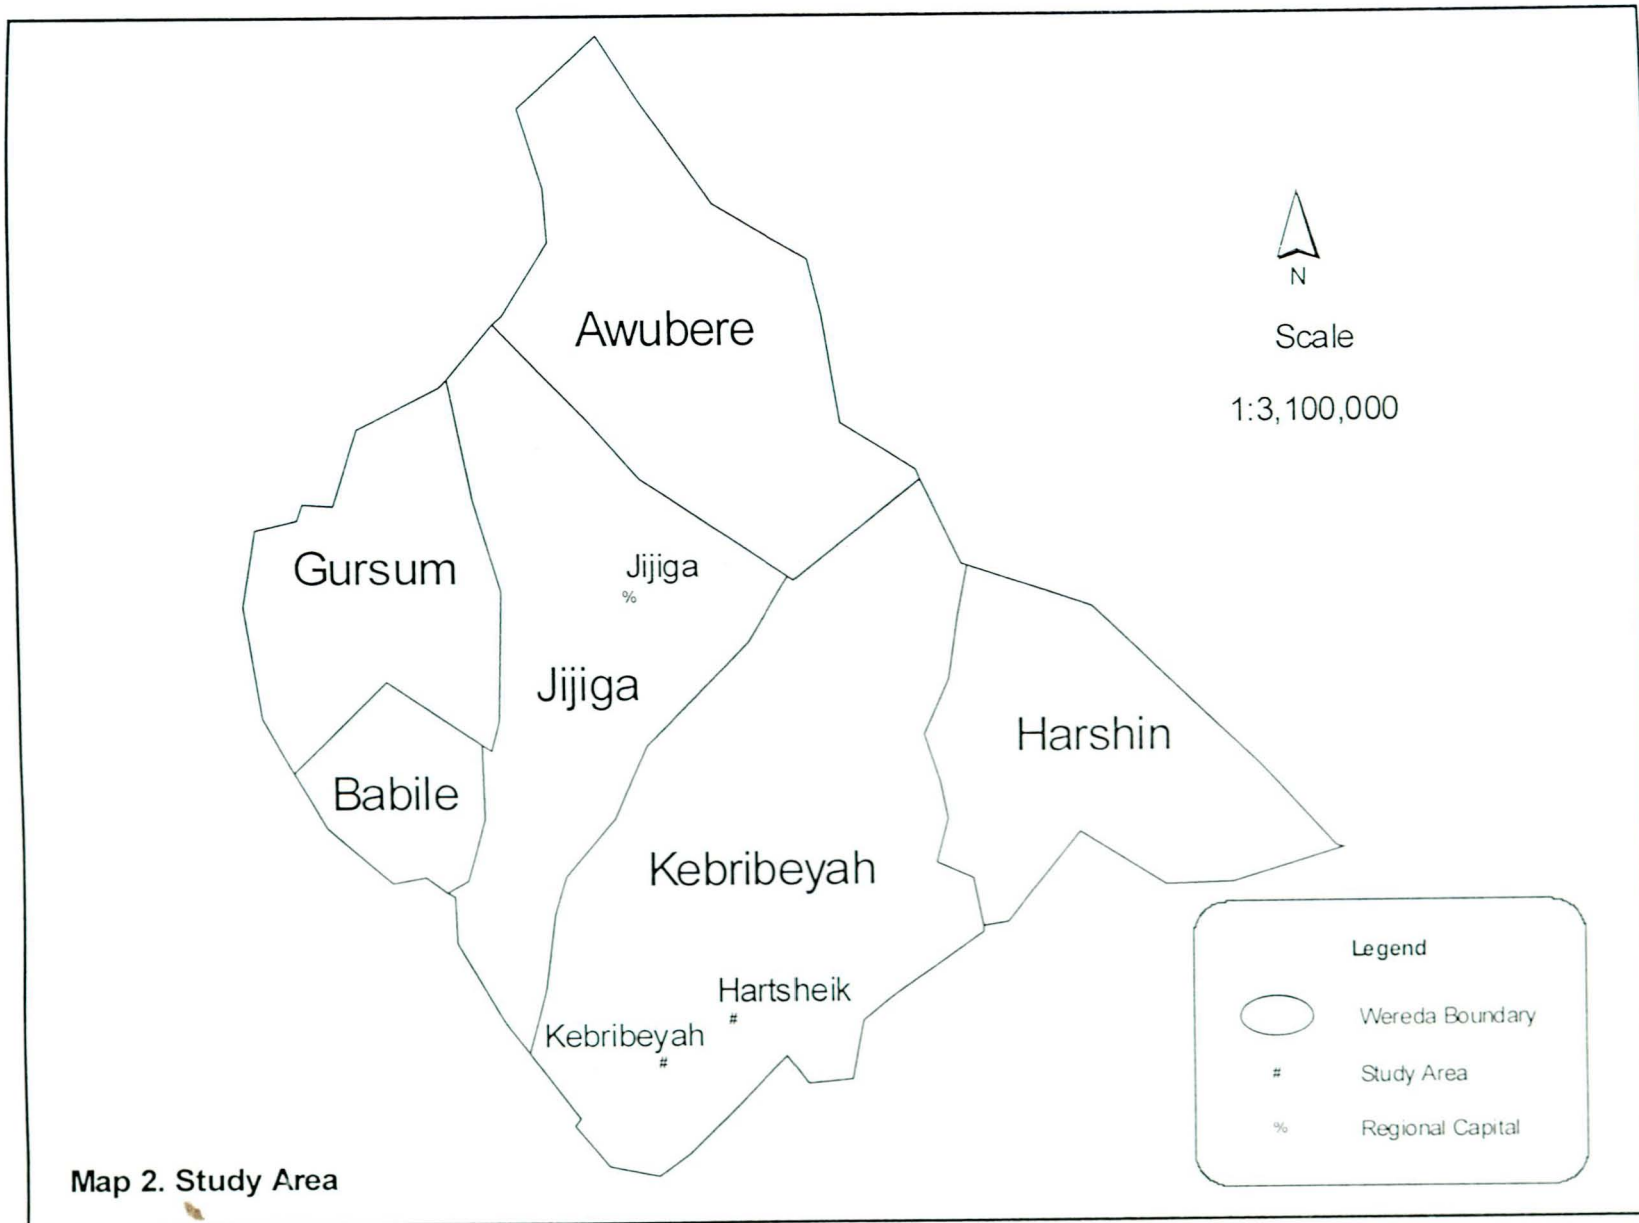 Awubere
N
Scale
1:3,100,000
Gursum
Jijiga
%
Jijiga
Harshin
Babile
Kebribeyah
Hartsheik
#
Kebribeyah
#
Legend
Wereda Boundary
# Study Area
% Regional Capital
Map 2. Study Area